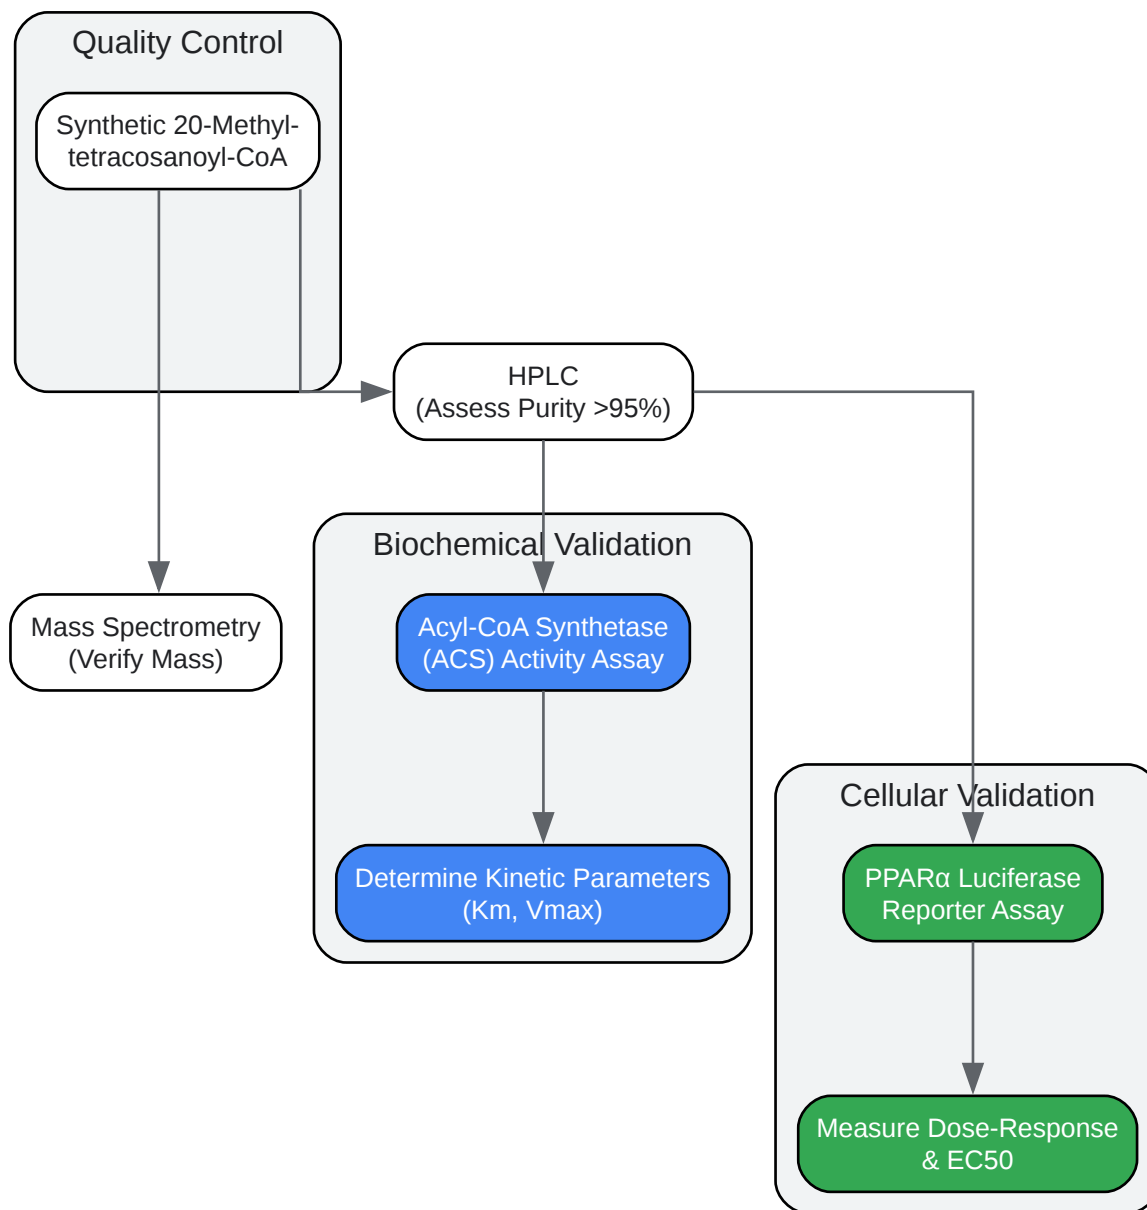 Quality Control
Synthetic 20-Methyl-
tetracosanoyl-CoA
HPLC
(Assess Purity >95%)
Biochemical Validation
Acyl-CoA Synthetase
(ACS) Activity Assay
Mass Spectrometry
(Verify Mass)
Cellular Validation
Determine Kinetic Parameters
(Km, Vmax)
PPARα Luciferase
Reporter Assay
Measure Dose-Response
& EC50